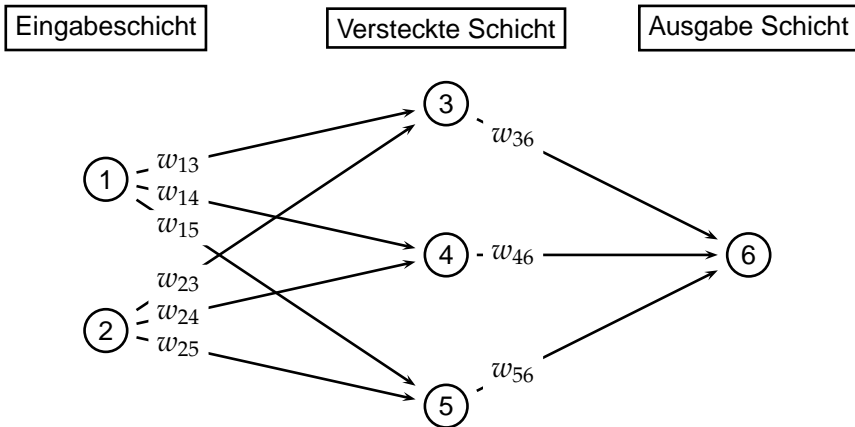 Eingabeschicht Versteckte Schicht Ausgabe Schicht
3
w13
w36
1
w14
w15
4
w46
6
w23
2
w24
w25
w56
5